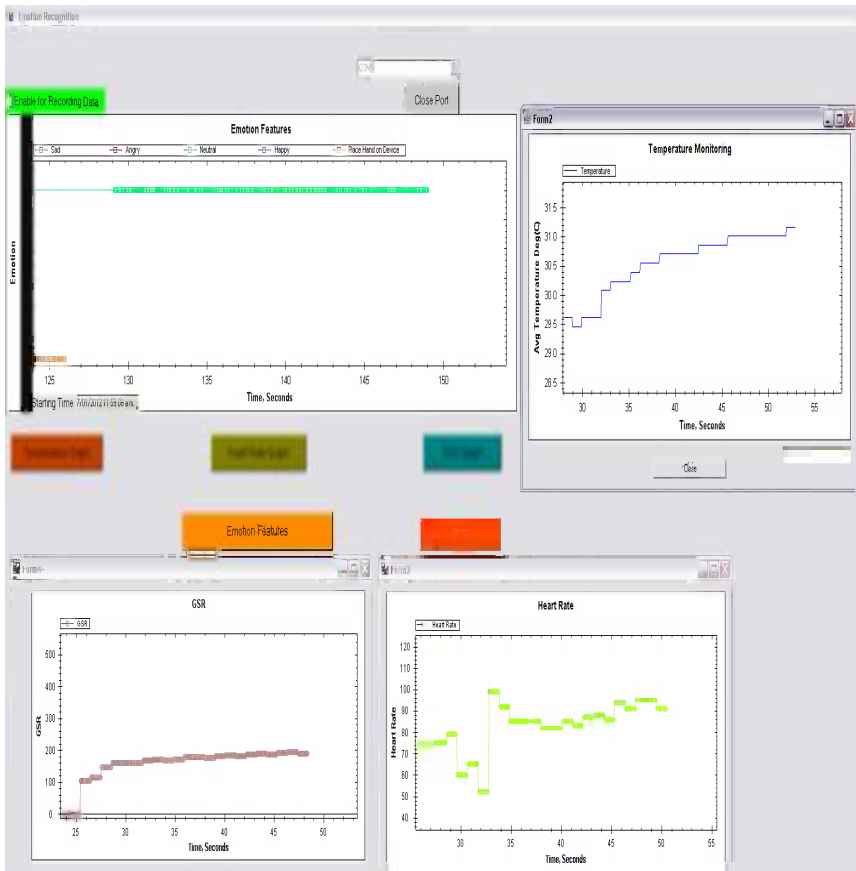 Emotion Recognition
Enable for Recording Data
Close Port
Emotion Features
Sad Angry Neutral Happy Place Hand on Device
Emotion
125 130 135 140 145 150
Time, Seconds
Starting Time
Form2
Temperature Monitoring
Temperature
Avg Temperature Deg(C)
31.5
31.0
30.5
30.0
29.5
29.0
28.5
30 35 40 45 50 55
Time, Seconds
Close
Emotion Features
GSR
GSR
GSR
500
400
300
200
100
0
25 30 35 40 45 50
Time, Seconds
Form3
Heart Rate
Heart Rate
Heart Rate
120
110
100
90
80
70
60
50
40
30 35 40 45 50 55
Time, Seconds